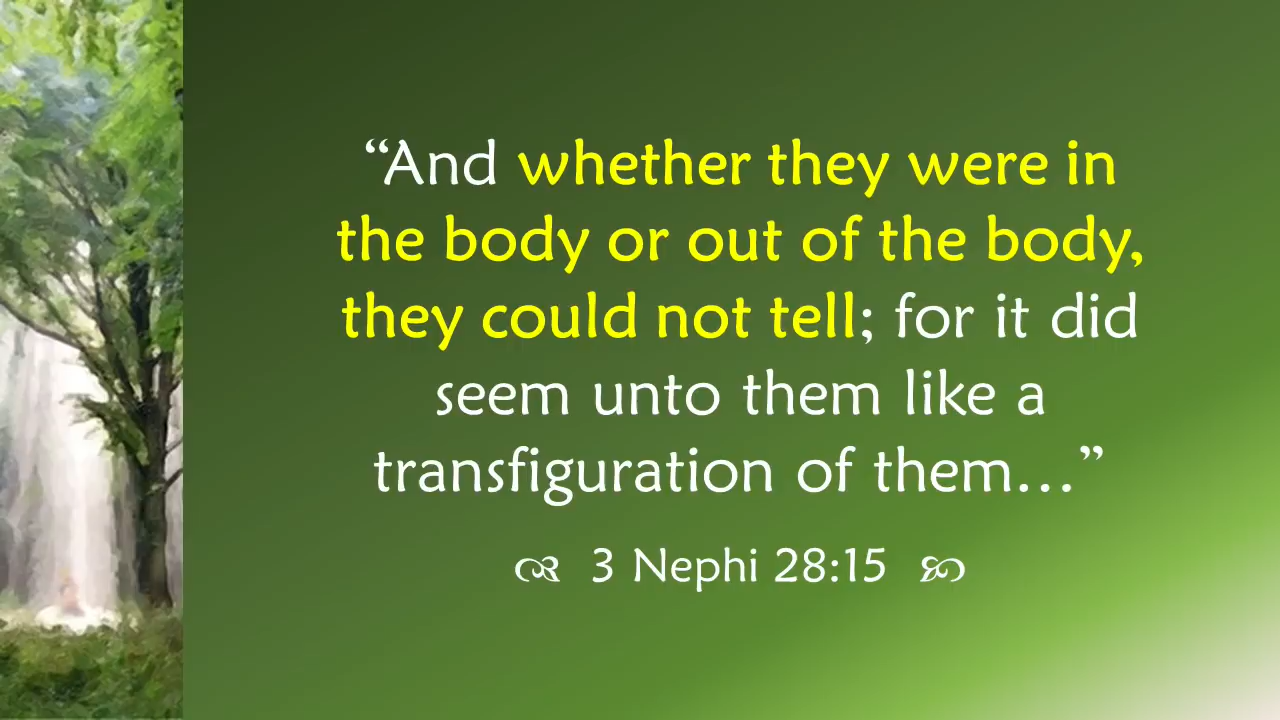 “And whether they were in
the body or out of the body,
they could not tell; for it did
seem unto them like a
transfiguration of them…”
3 Nephi 28:15